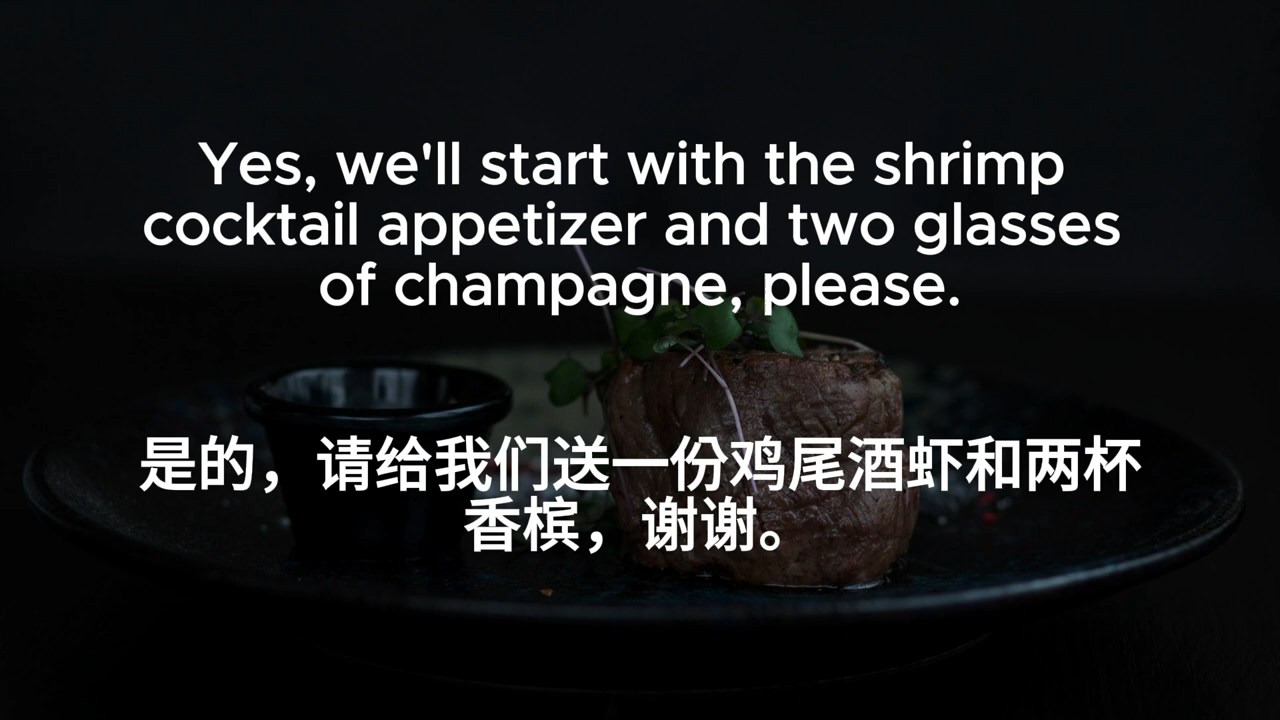 Yes, we'll start with the shrimp
cocktail appetizer and two glasses
of champagne, please.
是的，请给我们送一份鸡尾酒虾和两杯
香槟，谢谢。